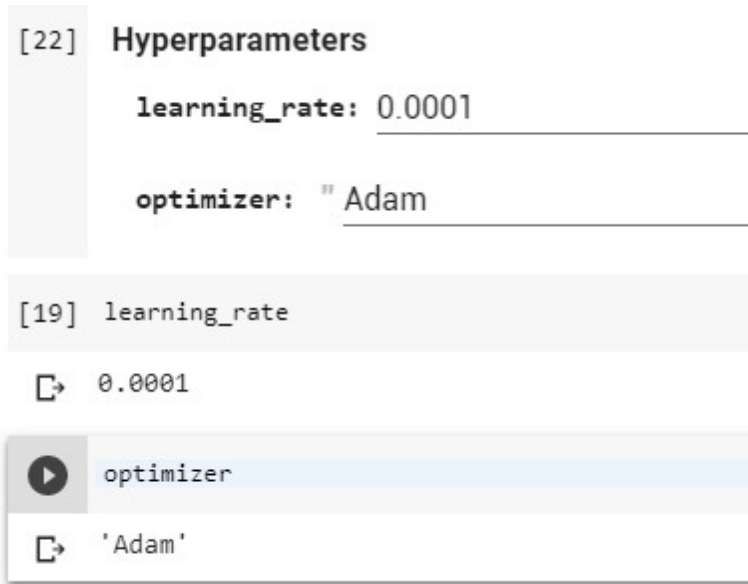 [22] Hyperparameters
learning_rate: 0.0001
optimizer: " Adam
[19] learning_rate
0.0001
optimizer
'Adam'